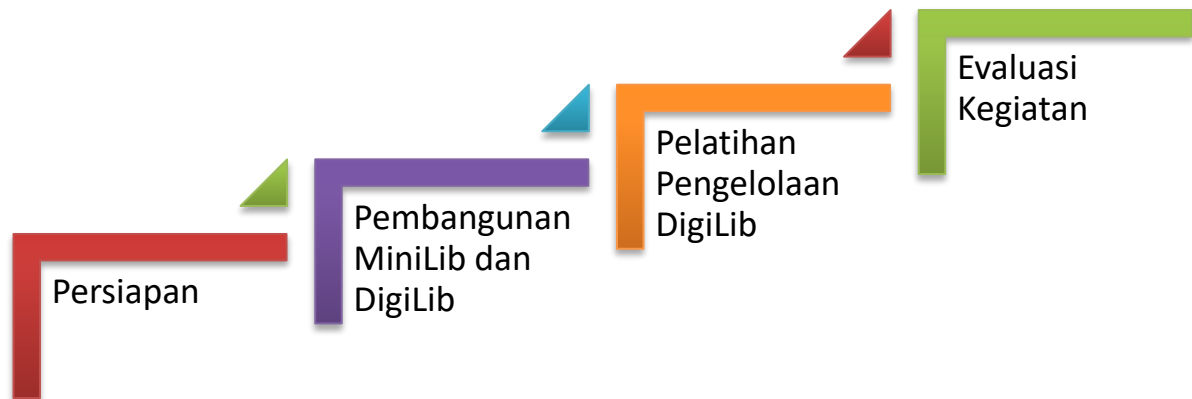 Persiapan
Pembangunan
MiniLib dan
DigiLib
Pelatihan
Pengelolaan
DigiLib
Evaluasi
Kegiatan